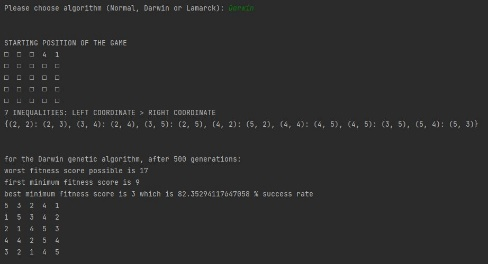 Please choose algorithm (Normal, Darwin or Lamarck): Darwin
STARTING POSITION OF THE GAME
□ □ □ 4 1
□ □ □ □ □
□ □ □ □ □
□ □ □ □ □
□ □ □ □ □
7 INEQUALITIES: LEFT COORDINATE > RIGHT COORDINATE
{(2, 2): (2, 3), (3, 4): (2, 4), (3, 5): (2, 5), (4, 2): (5, 2), (4, 4): (4, 5), (4, 5): (3, 5), (5, 4): (5, 3)}
for the Darwin genetic algorithm, after 500 generations:
worst fitness score possible is 17
first minimum fitness score is 9
best minimum fitness score is 3 which is 82.35294117647058 % success rate
5 3 2 4 1
1 5 3 4 2
2 1 4 5 3
4 4 2 5 4
3 2 1 4 5